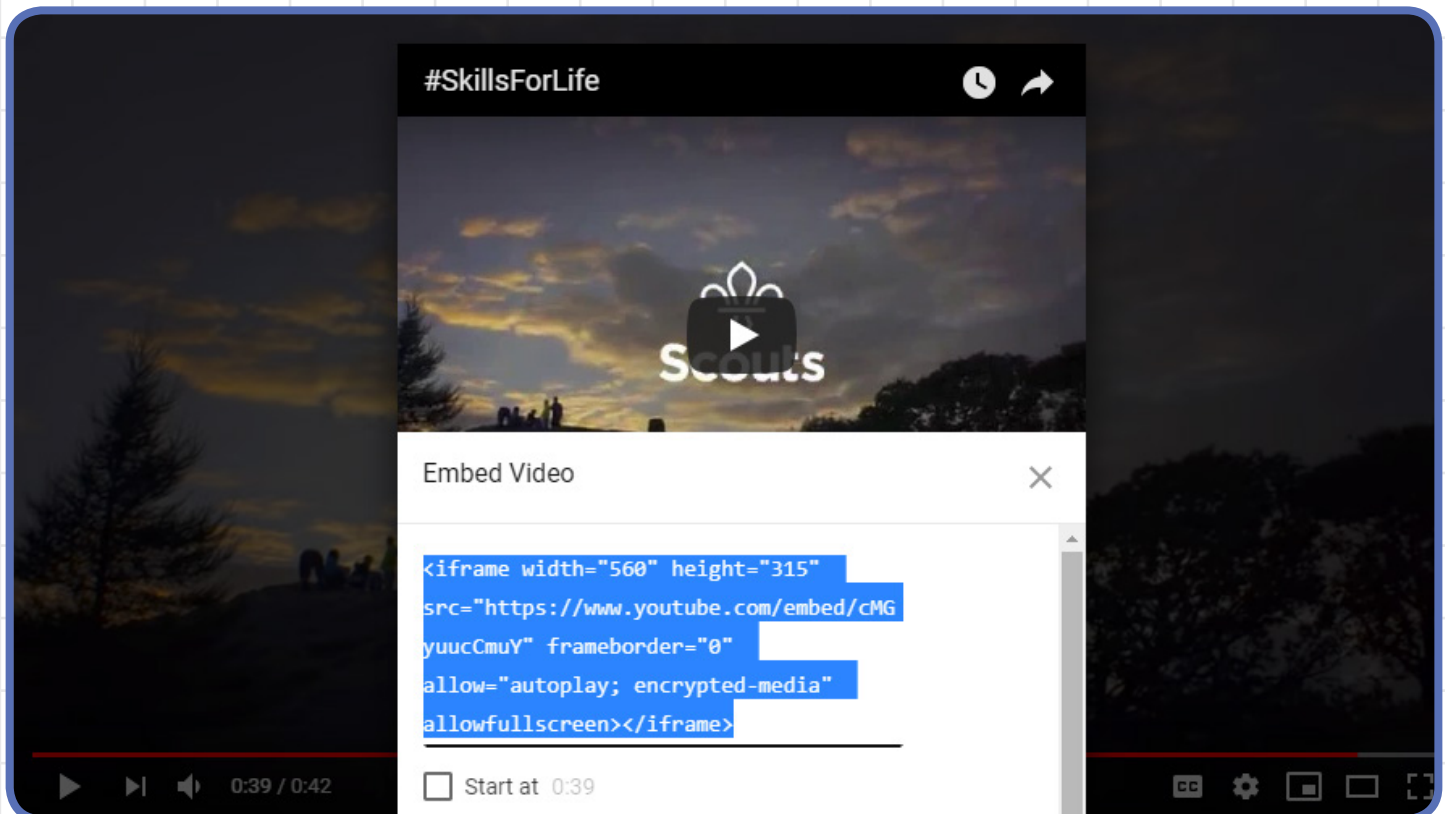 #SkillsForLife
Scouts
Embed Video
<iframe width="560" height="315"
src="https://www.youtube.com/embed/cMG
yuucCmuY" frameborder="0"
allow="autoplay; encrypted-media"
allowfullscreen></iframe>
Start at 0:39
0:39 / 0:42
CC